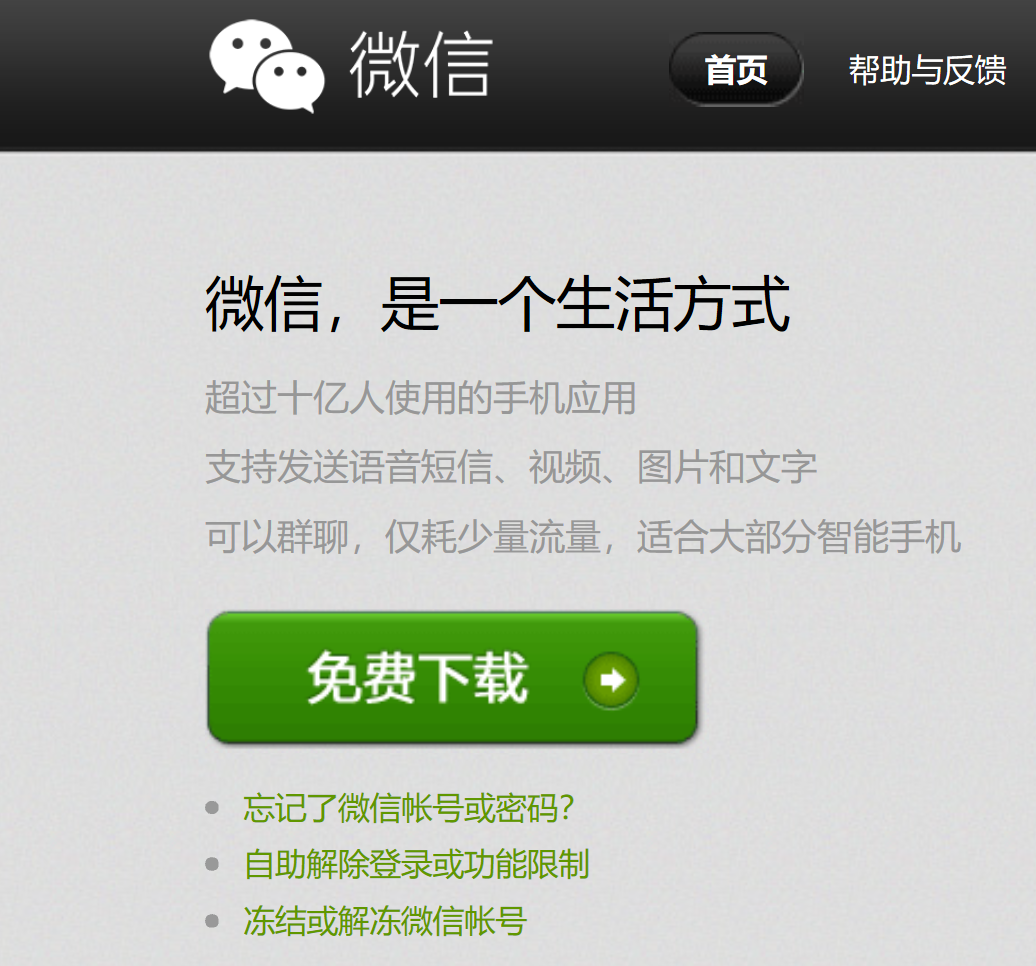 微信 首页 帮助与反馈
微信，是一个生活方式
超过十亿人使用的手机应用
支持发送语音短信、视频、图片和文字
可以群聊，仅耗少量流量，适合大部分智能手机
免费下载
忘记了微信帐号或密码？
自助解除登录或功能限制
冻结或解冻微信帐号